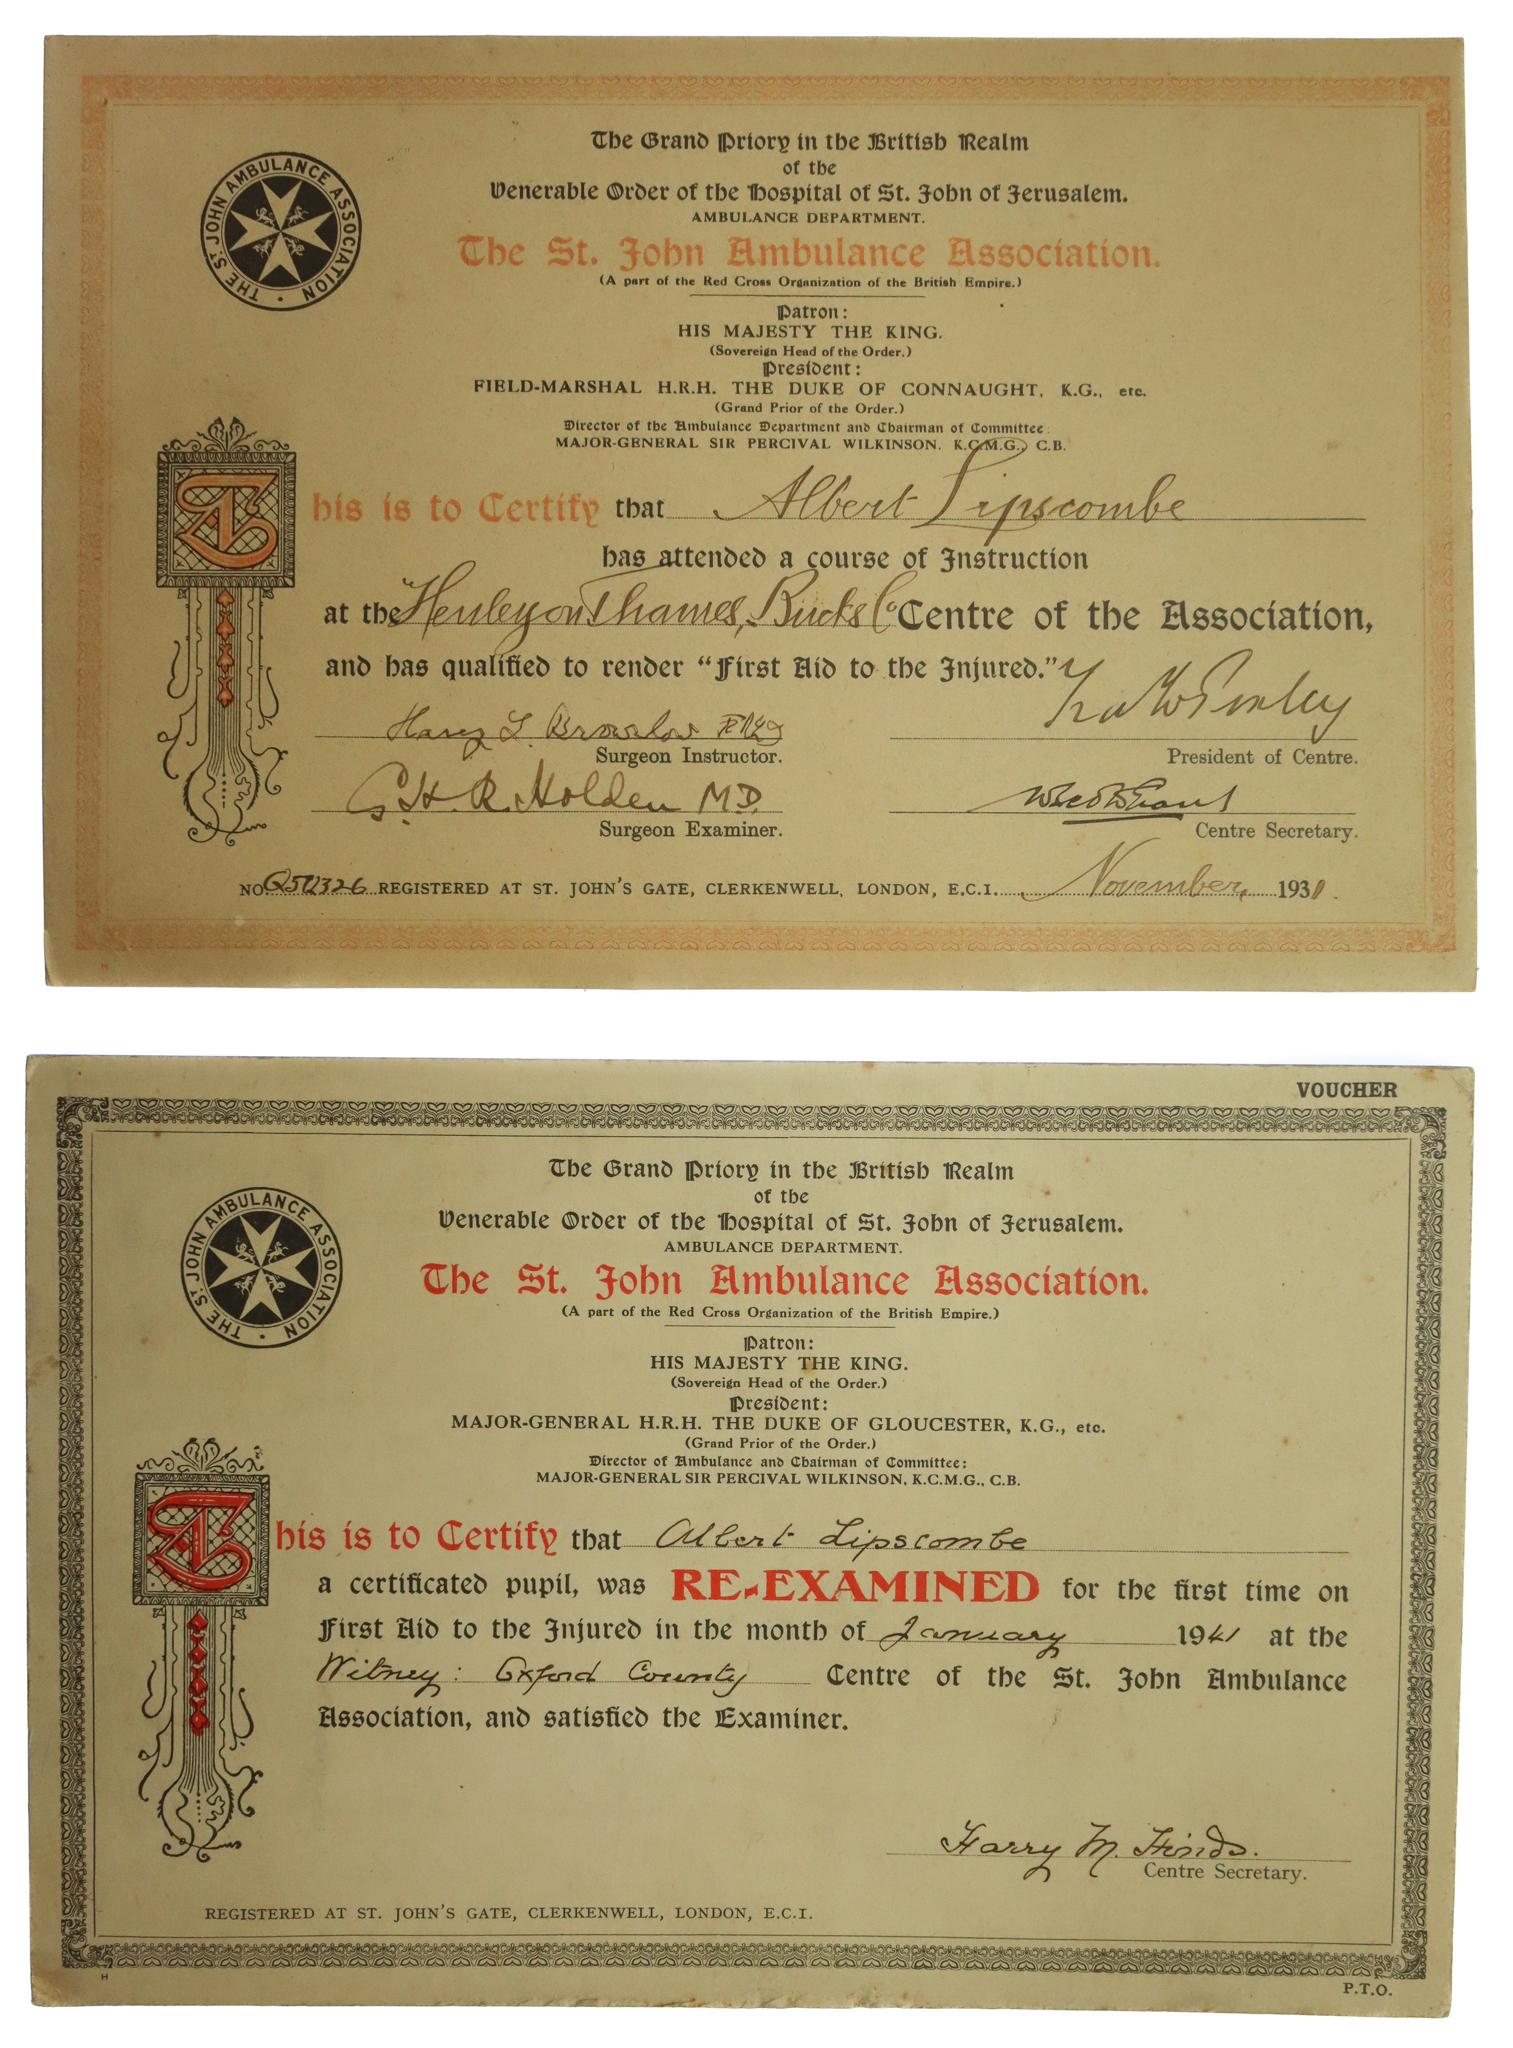 THE ST. JOHN AMBULANCE ASSOCIATION
The Grand Priory in the British Realm
of the
Venerable Order of the Hospital of St. John of Jerusalem.
AMBULANCE DEPARTMENT.
The St. John Ambulance Association.
(A part of the Red Cross Organization of the British Empire.)
Patron:
HIS MAJESTY THE KING.
(Sovereign Head of the Order.)
President:
FIELD-MARSHAL H.R.H. THE DUKE OF CONNAUGHT, K.G., etc.
(Grand Prior of the Order.)
Director of the Ambulance Department and Chairman of Committee:
MAJOR-GENERAL SIR PERCIVAL WILKINSON, K.C.M.G., C.B.
This is to Certify that Albert Lipscombe
has attended a course of Instruction
at the Henley on Thames, Bucks Co Centre of the Association,
and has qualified to render "First Aid to the Injured."
Harry L. Brownlow
Surgeon Instructor.
President of Centre.
G. H. R. Holden M.D.
Surgeon Examiner.
Centre Secretary.
NO. REGISTERED AT ST. JOHN'S GATE, CLERKENWELL, LONDON, E.C.1. November, 193
VOUCHER
THE ST. JOHN AMBULANCE ASSOCIATION
The Grand Priory in the British Realm
of the
Venerable Order of the Hospital of St. John of Jerusalem.
AMBULANCE DEPARTMENT.
The St. John Ambulance Association.
(A part of the Red Cross Organization of the British Empire.)
Patron:
HIS MAJESTY THE KING.
(Sovereign Head of the Order.)
President:
MAJOR-GENERAL H.R.H. THE DUKE OF GLOUCESTER, K.G., etc.
(Grand Prior of the Order.)
Director of Ambulance and Chairman of Committee:
MAJOR-GENERAL SIR PERCIVAL WILKINSON, K.C.M.G., C.B.
This is to Certify that Albert Lipscombe
a certificated pupil, was RE-EXAMINED for the first time on
First Aid to the Injured in the month of January 1941 at the
Witney: Oxford County Centre of the St. John Ambulance
Association, and satisfied the Examiner.
Harry M. Hinds.
Centre Secretary.
REGISTERED AT ST. JOHN'S GATE, CLERKENWELL, LONDON, E.C.1.
H
P.T.O.